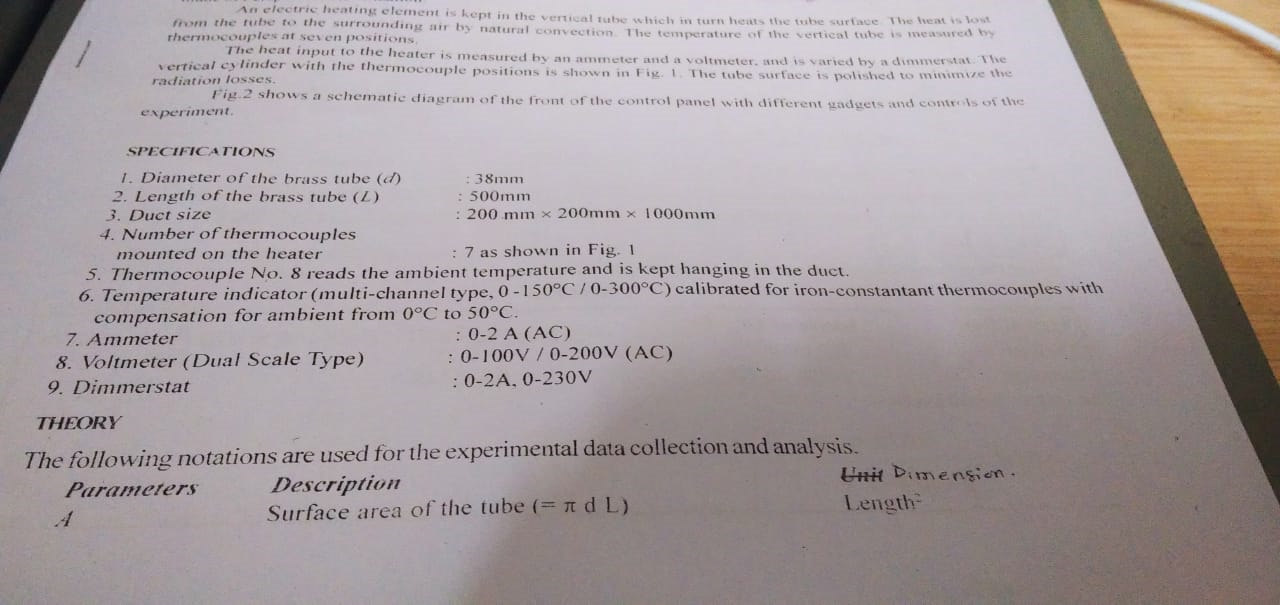 An electric heating element is kept in the vertical tube which in turn heats the tube surface. The heat is lost
from the tube to the surrounding air by natural convection. The temperature of the vertical tube is measured by
thermocouples at seven positions.
The heat input to the heater is measured by an ammeter and a voltmeter, and is varied by a dimmerstat. The
vertical cylinder with the thermocouple positions is shown in Fig. 1. The tube surface is polished to minimize the
radiation losses.
Fig.2 shows a schematic diagram of the front of the control panel with different gadgets and controls of the
experiment.
SPECIFICATIONS
1. Diameter of the brass tube (d) : 38mm
2. Length of the brass tube (L) : 500mm
3. Duct size : 200 mm × 200mm × 1000mm
4. Number of thermocouples
mounted on the heater : 7 as shown in Fig. 1
5. Thermocouple No. 8 reads the ambient temperature and is kept hanging in the duct.
6. Temperature indicator (multi-channel type, 0 -150°C / 0-300°C) calibrated for iron-constantant thermocouples with
compensation for ambient from 0°C to 50°C.
7. Ammeter : 0-2 A (AC)
8. Voltmeter (Dual Scale Type) : 0-100V / 0-200V (AC)
9. Dimmerstat : 0-2A, 0-230V
THEORY
The following notations are used for the experimental data collection and analysis.
Parameters Description Unit Dimension.
A Surface area of the tube (= π d L) Length²